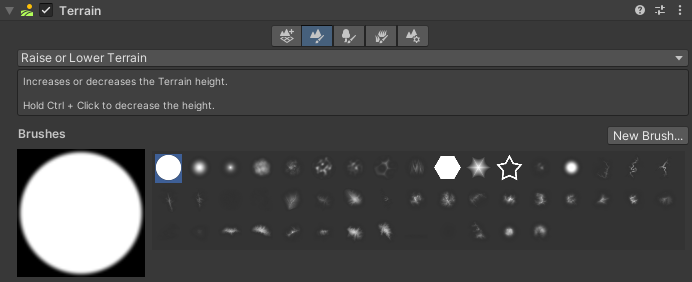 Terrain
Raise or Lower Terrain
Increases or decreases the Terrain height.
Hold Ctrl + Click to decrease the height.
Brushes
New Brush...